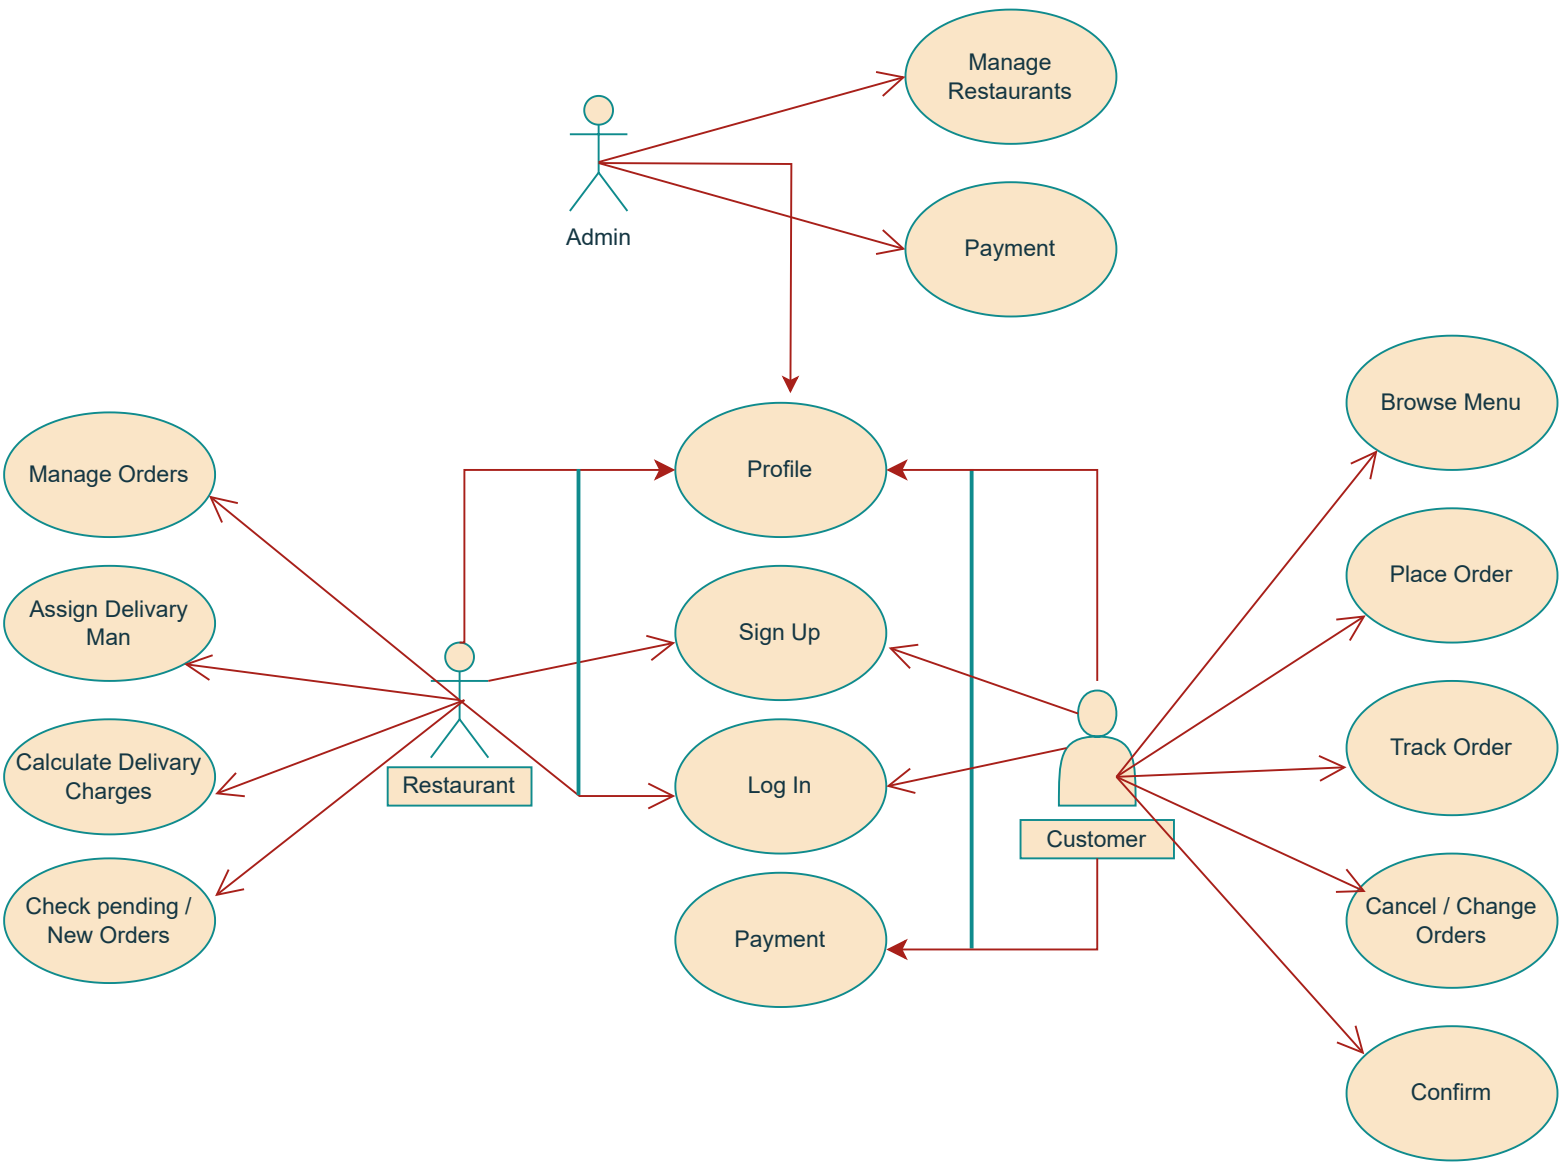 Manage
Restaurants
Admin
Payment
Browse Menu
Manage Orders
Profile
Place Order
Assign Delivary
Man
Sign Up
Track Order
Calculate Delivary
Charges
Restaurant
Log In
Customer
Check pending /
New Orders
Payment
Cancel / Change
Orders
Confirm